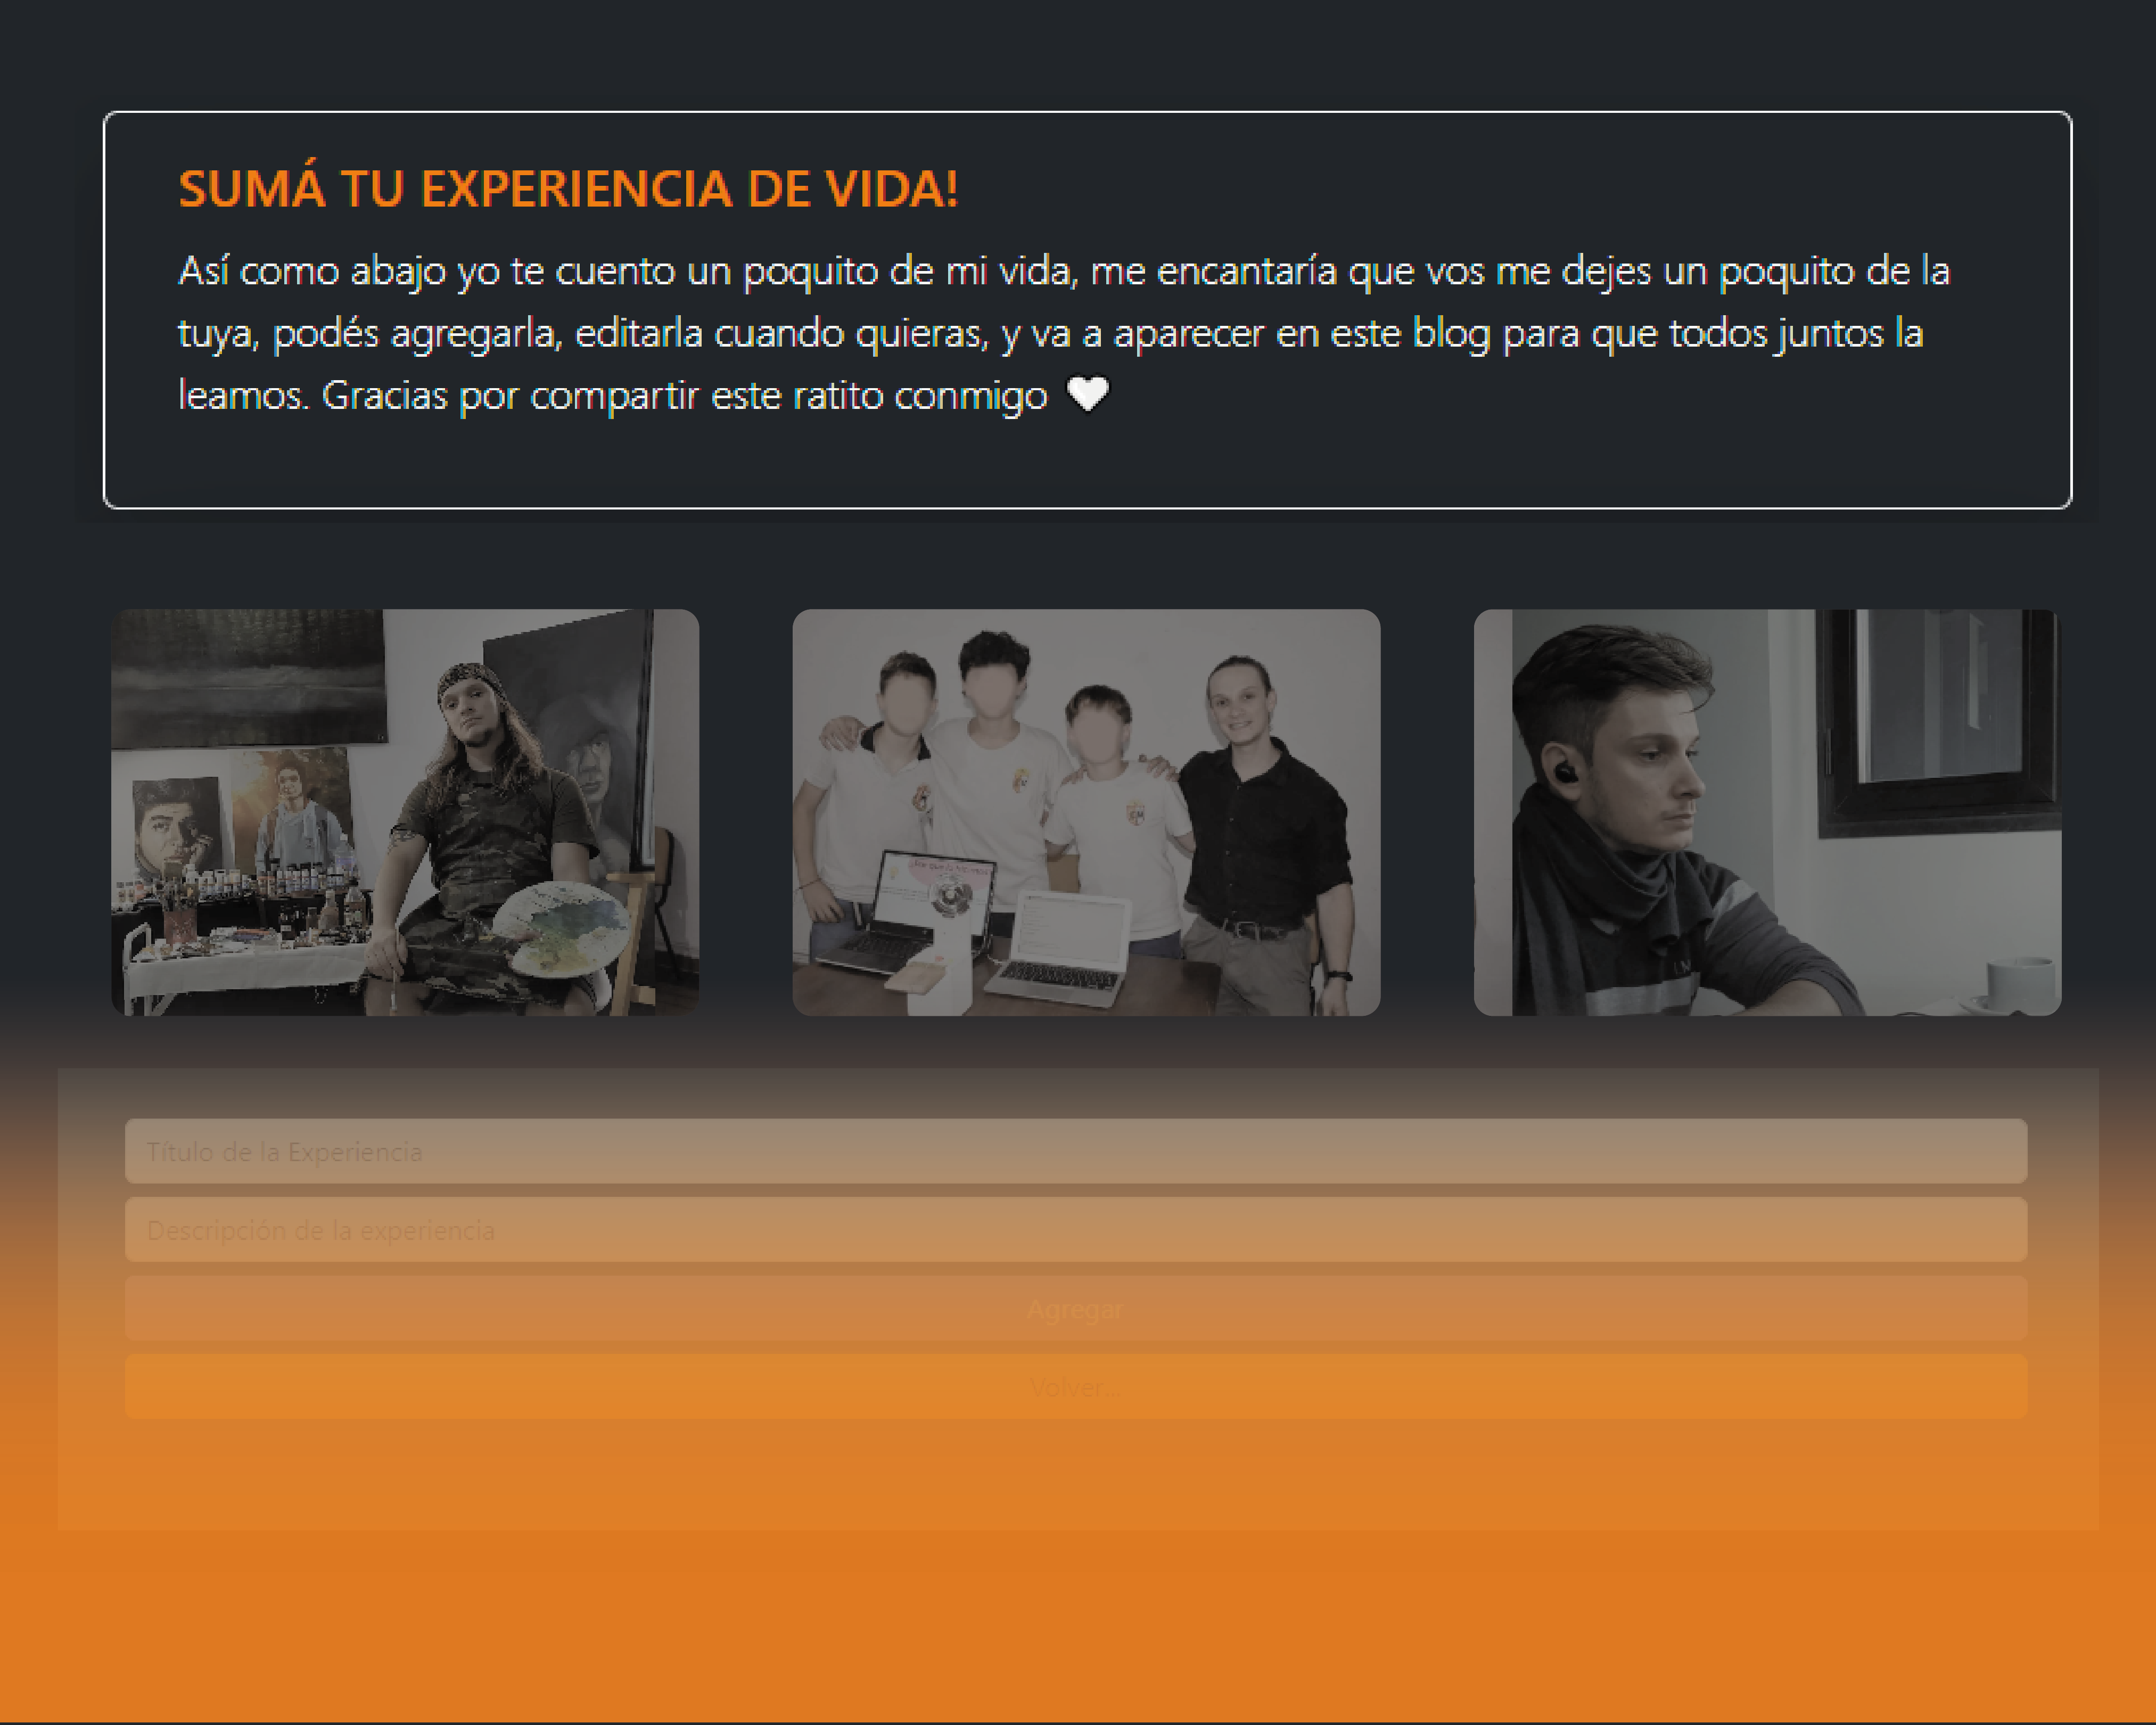 SUMÁ TU EXPERIENCIA DE VIDA!
Así como abajo yo te cuento un poquito de mi vida, me encantaría que vos me dejes un poquito de la
tuya, podés agregarla, editarla cuando quieras, y va a aparecer en este blog para que todos juntos la
leamos. Gracias por compartir este ratito conmigo 🤍
Título de la Experiencia
Descripción de la experiencia
Agregar
Volver...